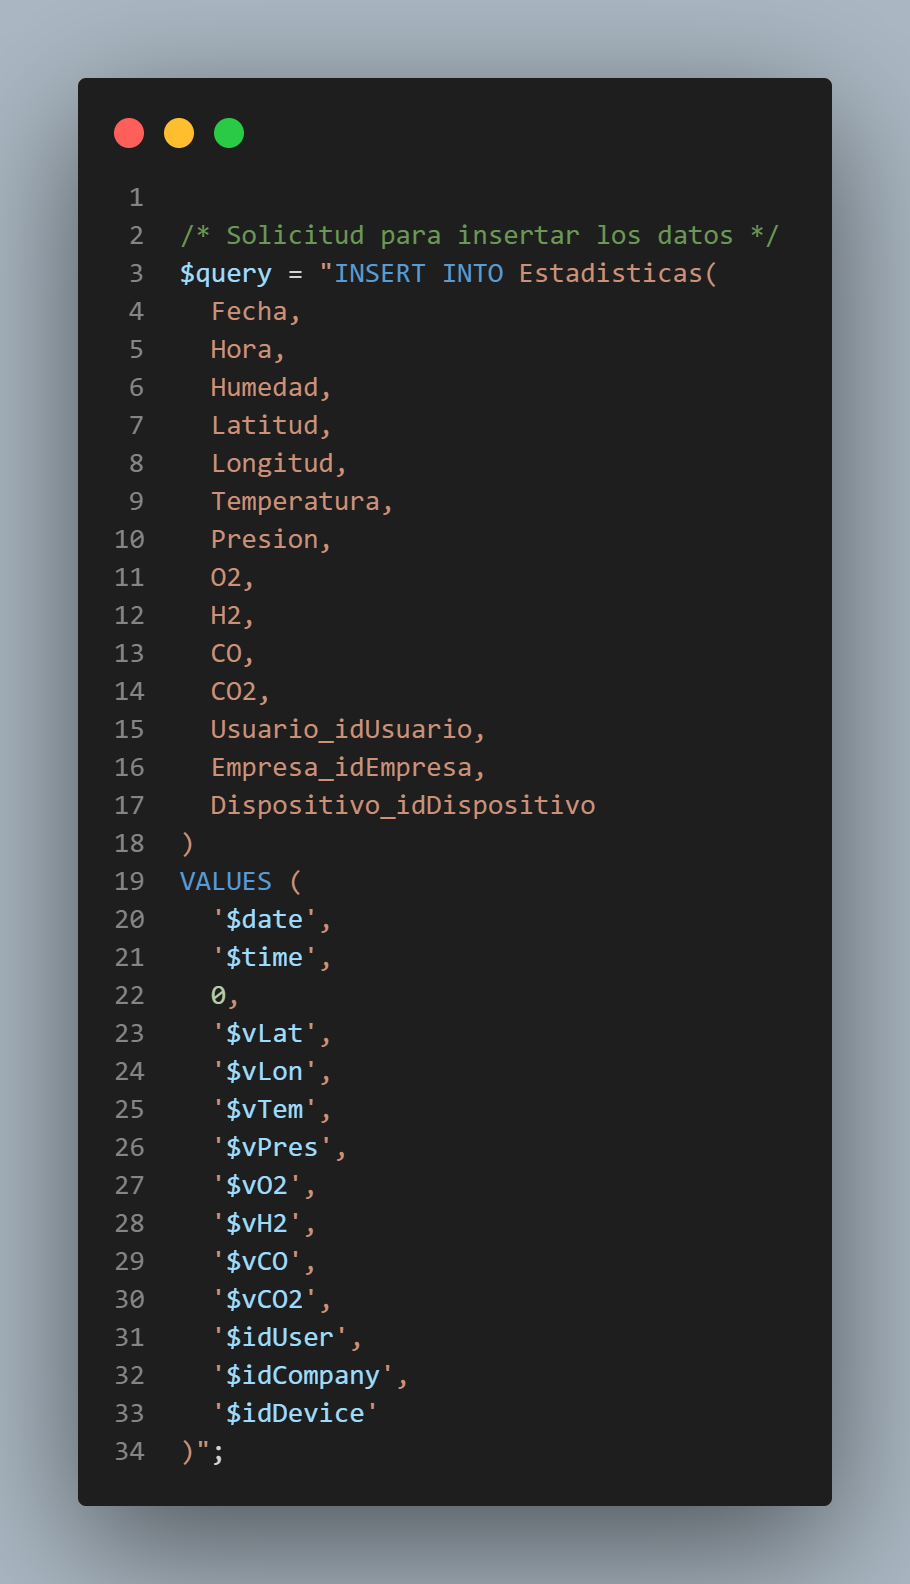 1
2 /* Solicitud para insertar los datos */
3 $query = "INSERT INTO Estadisticas(
4   Fecha,
5   Hora,
6   Humedad,
7   Latitud,
8   Longitud,
9   Temperatura,
10   Presion,
11   O2,
12   H2,
13   CO,
14   CO2,
15   Usuario_idUsuario,
16   Empresa_idEmpresa,
17   Dispositivo_idDispositivo
18 )
19 VALUES (
20   '$date',
21   '$time',
22   0,
23   '$vLat',
24   '$vLon',
25   '$vTem',
26   '$vPres',
27   '$vO2',
28   '$vH2',
29   '$vCO',
30   '$vCO2',
31   '$idUser',
32   '$idCompany',
33   '$idDevice'
34 )";